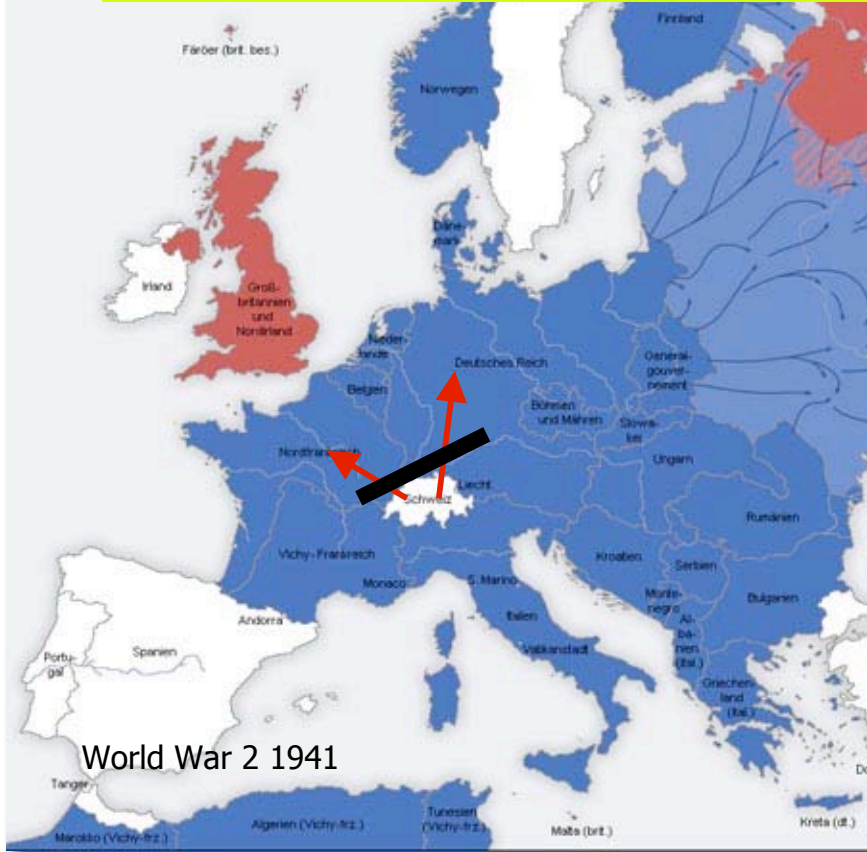 Finnland
Färöer (brit. bes.)
Norwegen
Däne-
mark
Irland
Groß-
britannien
und
Nordirland
Nieder-
lande
Deutsches Reich
General-
gouver-
nement
Belgien
Böhmen
und Mähren
Slowa-
kei
Nordfrankreich
Ungarn
Liecht.
Schweiz
Rumänien
Vichy-Frankreich
Kroatien
Serbien
Monaco
S. Marino
Monte-
negro
Bulgarien
Andorra
Italien
Al-
ba-
nien
(ital.)
Portu-
gal
Spanien
Vatikanstadt
Griechen-
land
(ital.)
World War 2 1941
Tanger
Marokko (Vichy-frz.)
Algerien (Vichy-frz.)
Tunesien
(Vichy-frz.)
Malta (brit.)
Kreta (dt.)